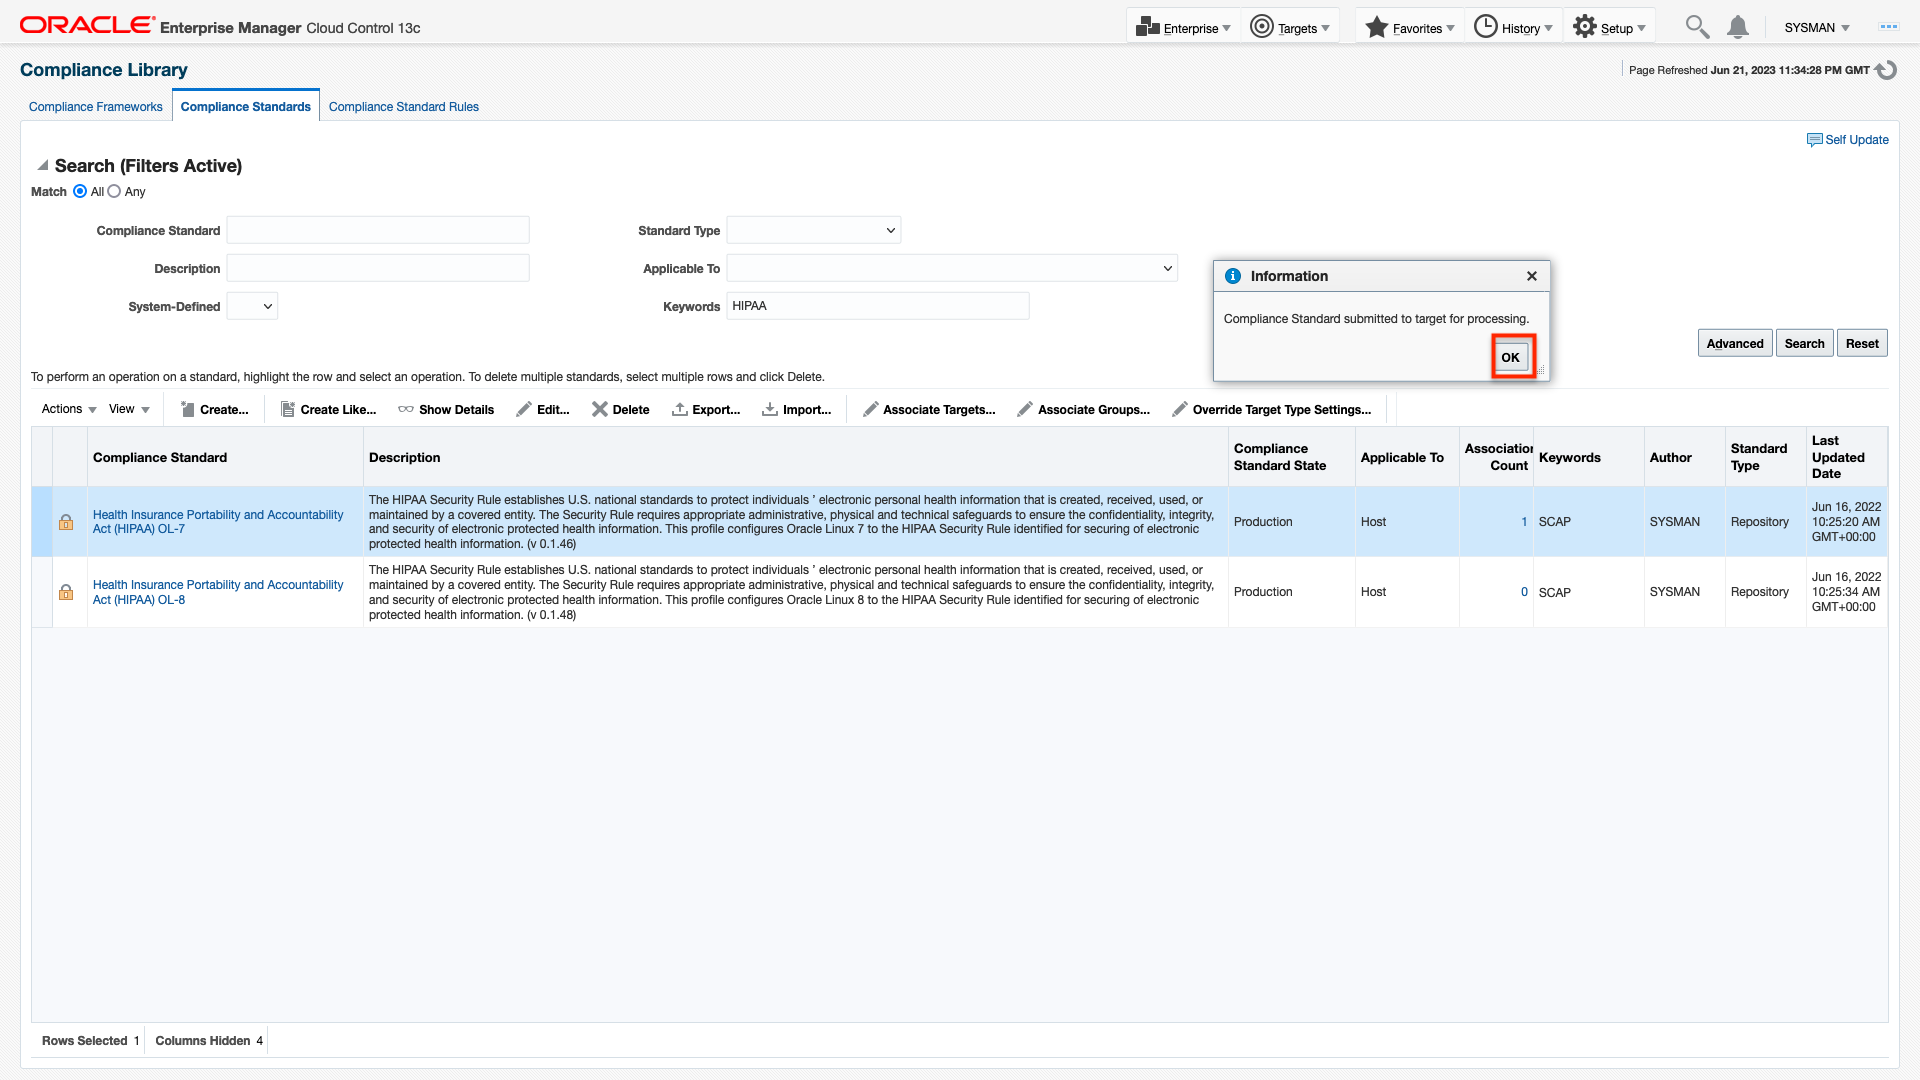 ORACLE Enterprise Manager Cloud Control 13c
Enterprise
Targets
Favorites
History
Setup
SYSMAN
Compliance Library
Page Refreshed Jun 21, 2023 11:34:28 PM GMT
Compliance Frameworks
Compliance Standards
Compliance Standard Rules
Self Update
Search (Filters Active)
Match All Any
Compliance Standard
Standard Type
Description
Applicable To
System-Defined
Keywords HIPAA
Information
Compliance Standard submitted to target for processing.
OK
Advanced Search Reset
To perform an operation on a standard, highlight the row and select an operation. To delete multiple standards, select multiple rows and click Delete.
Actions View Create... Create Like... Show Details Edit... Delete Export... Import... Associate Targets... Associate Groups... Override Target Type Settings...
Compliance Standard
Description
Compliance
Standard State
Applicable To
Association
Count
Keywords
Author
Standard
Type
Last
Updated
Date
Health Insurance Portability and Accountability
Act (HIPAA) OL-7
The HIPAA Security Rule establishes U.S. national standards to protect individuals ’ electronic personal health information that is created, received, used, or
maintained by a covered entity. The Security Rule requires appropriate administrative, physical and technical safeguards to ensure the confidentiality, integrity,
and security of electronic protected health information. This profile configures Oracle Linux 7 to the HIPAA Security Rule identified for securing of electronic
protected health information. (v 0.1.46)
Production
Host
1
SCAP
SYSMAN
Repository
Jun 16, 2022
10:25:20 AM
GMT+00:00
Health Insurance Portability and Accountability
Act (HIPAA) OL-8
The HIPAA Security Rule establishes U.S. national standards to protect individuals ’ electronic personal health information that is created, received, used, or
maintained by a covered entity. The Security Rule requires appropriate administrative, physical and technical safeguards to ensure the confidentiality, integrity,
and security of electronic protected health information. This profile configures Oracle Linux 8 to the HIPAA Security Rule identified for securing of electronic
protected health information. (v 0.1.48)
Production
Host
0
SCAP
SYSMAN
Repository
Jun 16, 2022
10:25:34 AM
GMT+00:00
Rows Selected 1 Columns Hidden 4